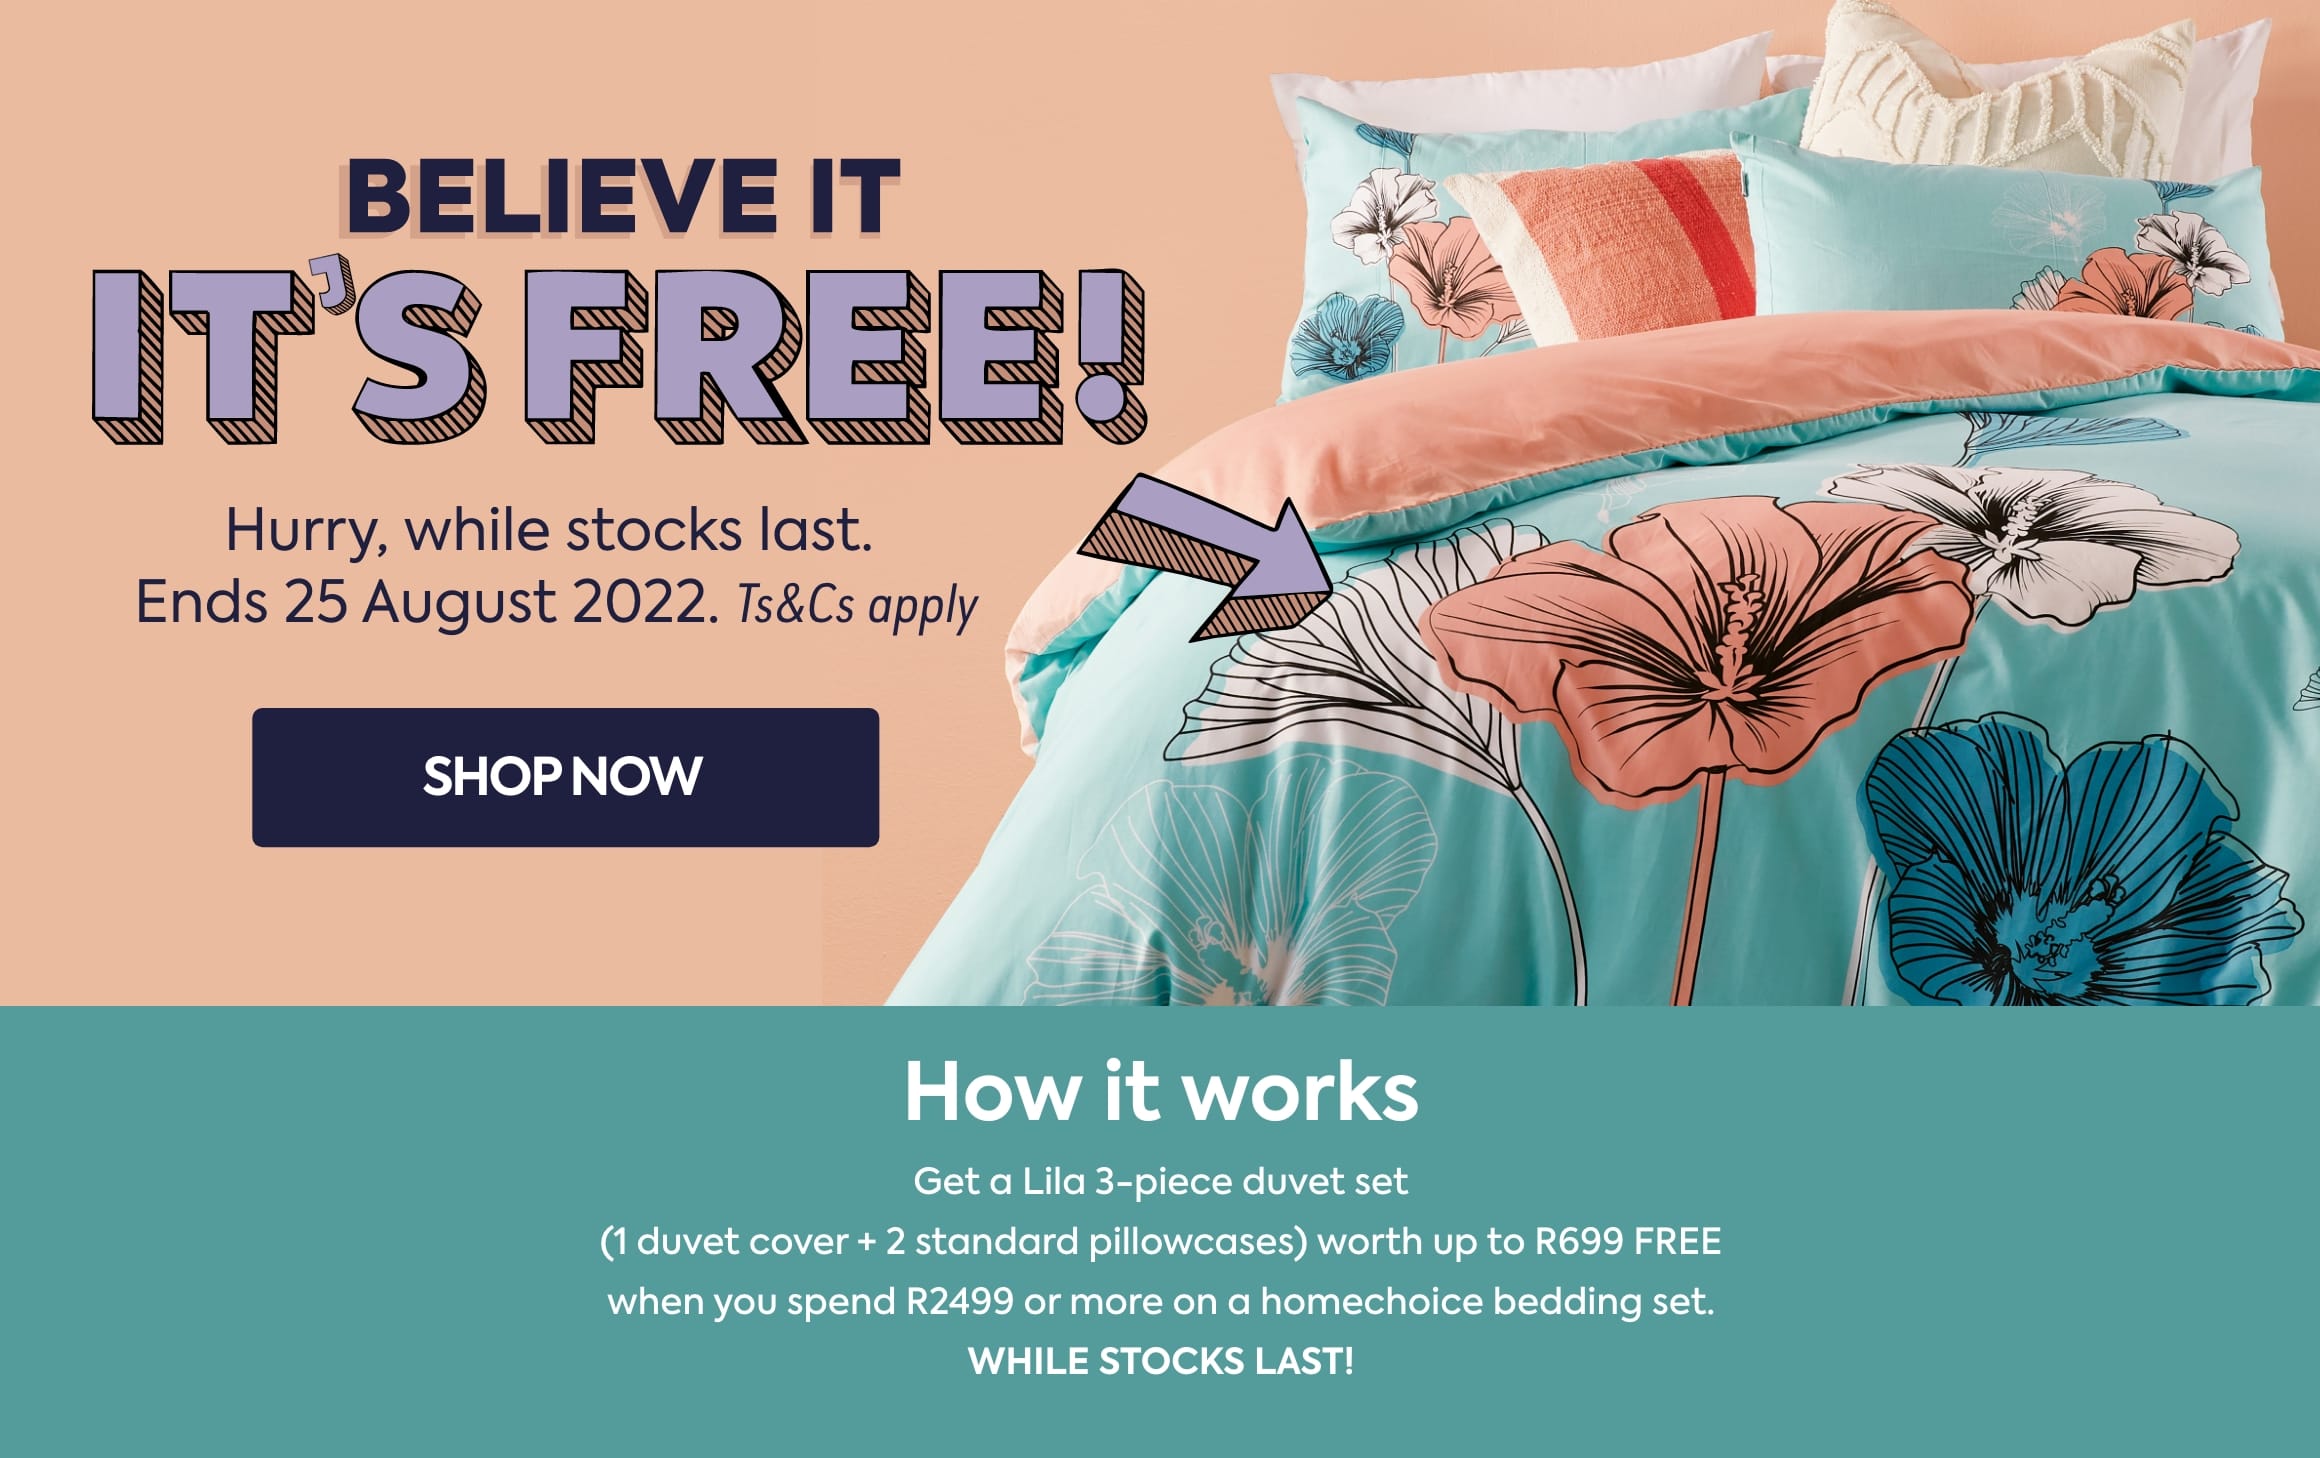 BELIEVE IT
IT'S FREE!
Hurry, while stocks last.
Ends 25 August 2022. Ts&Cs apply
SHOP NOW
How it works
Get a Lila 3-piece duvet set
(1 duvet cover + 2 standard pillowcases) worth up to R699 FREE
when you spend R2499 or more on a homechoice bedding set.
WHILE STOCKS LAST!